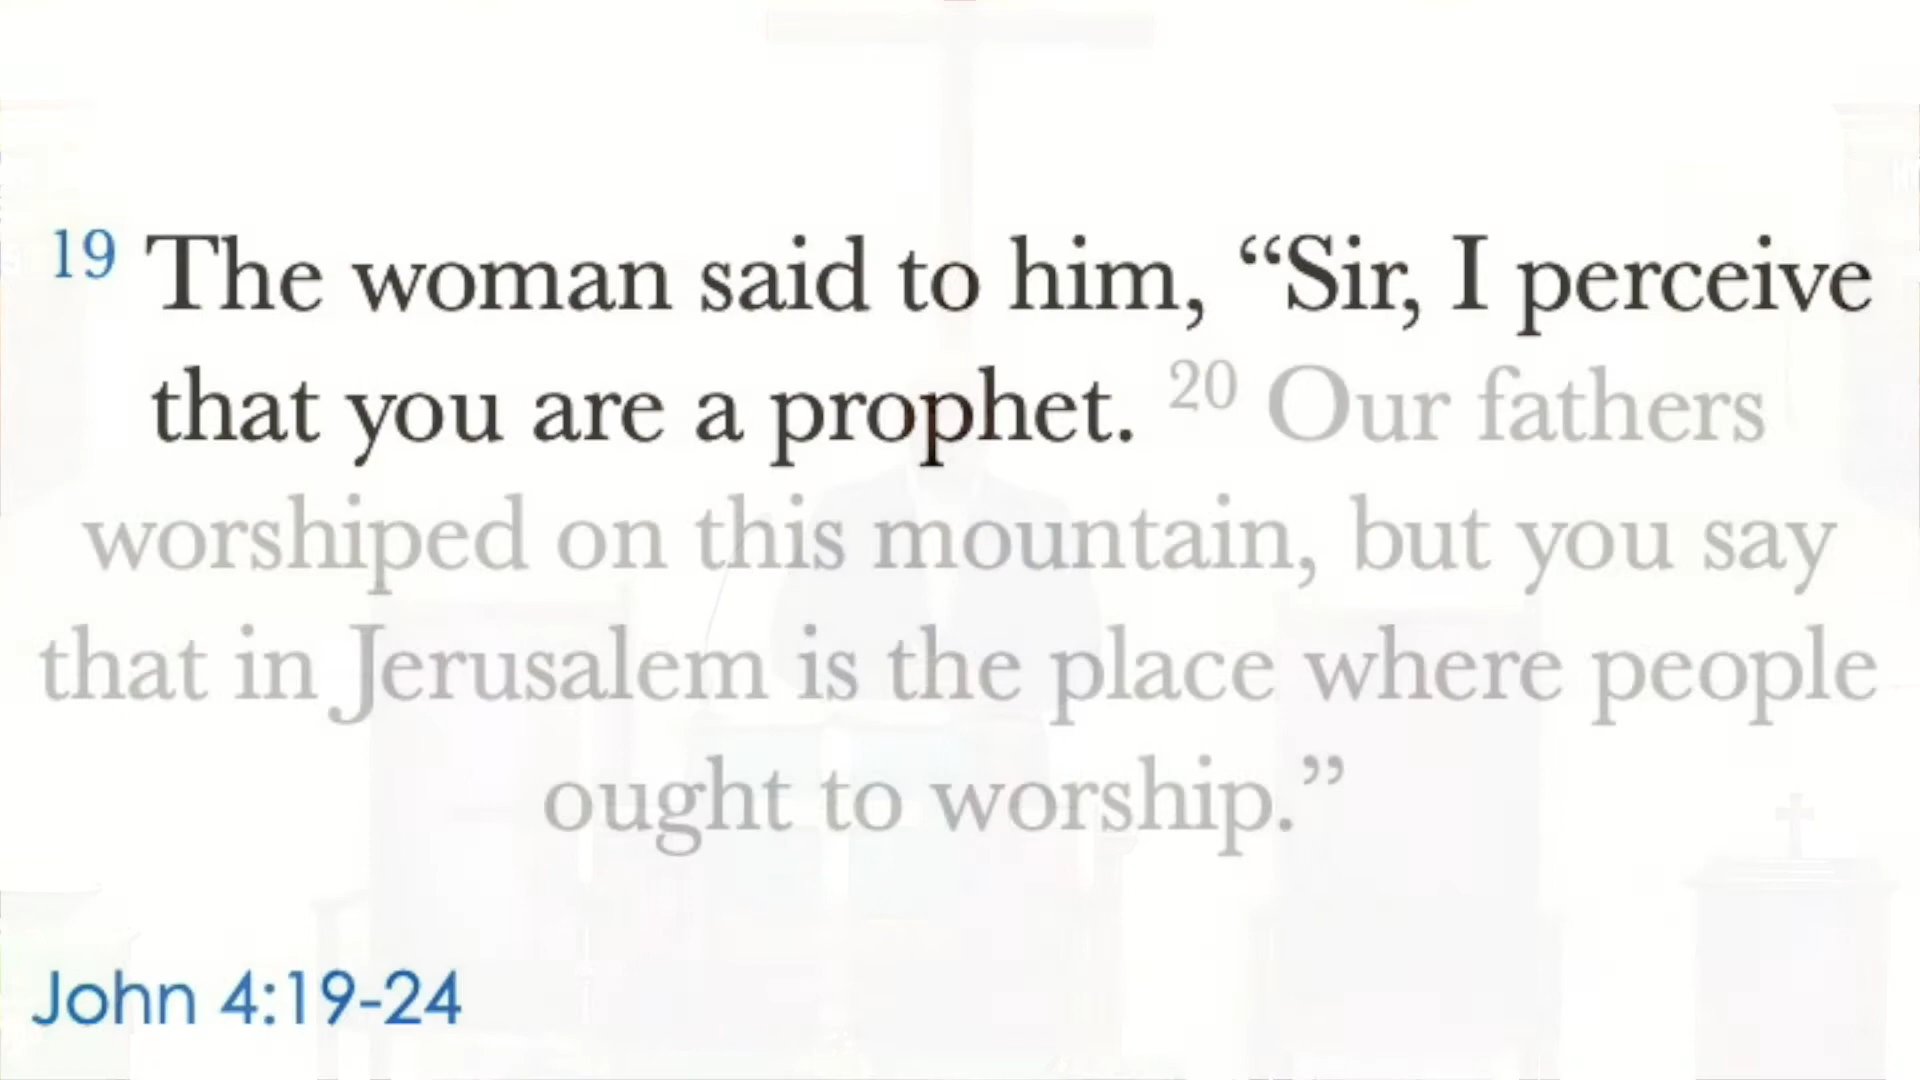 19 The woman said to him, “Sir, I perceive
that you are a prophet. 20 Our fathers
worshiped on this mountain, but you say
that in Jerusalem is the place where people
ought to worship.”
John 4:19-24